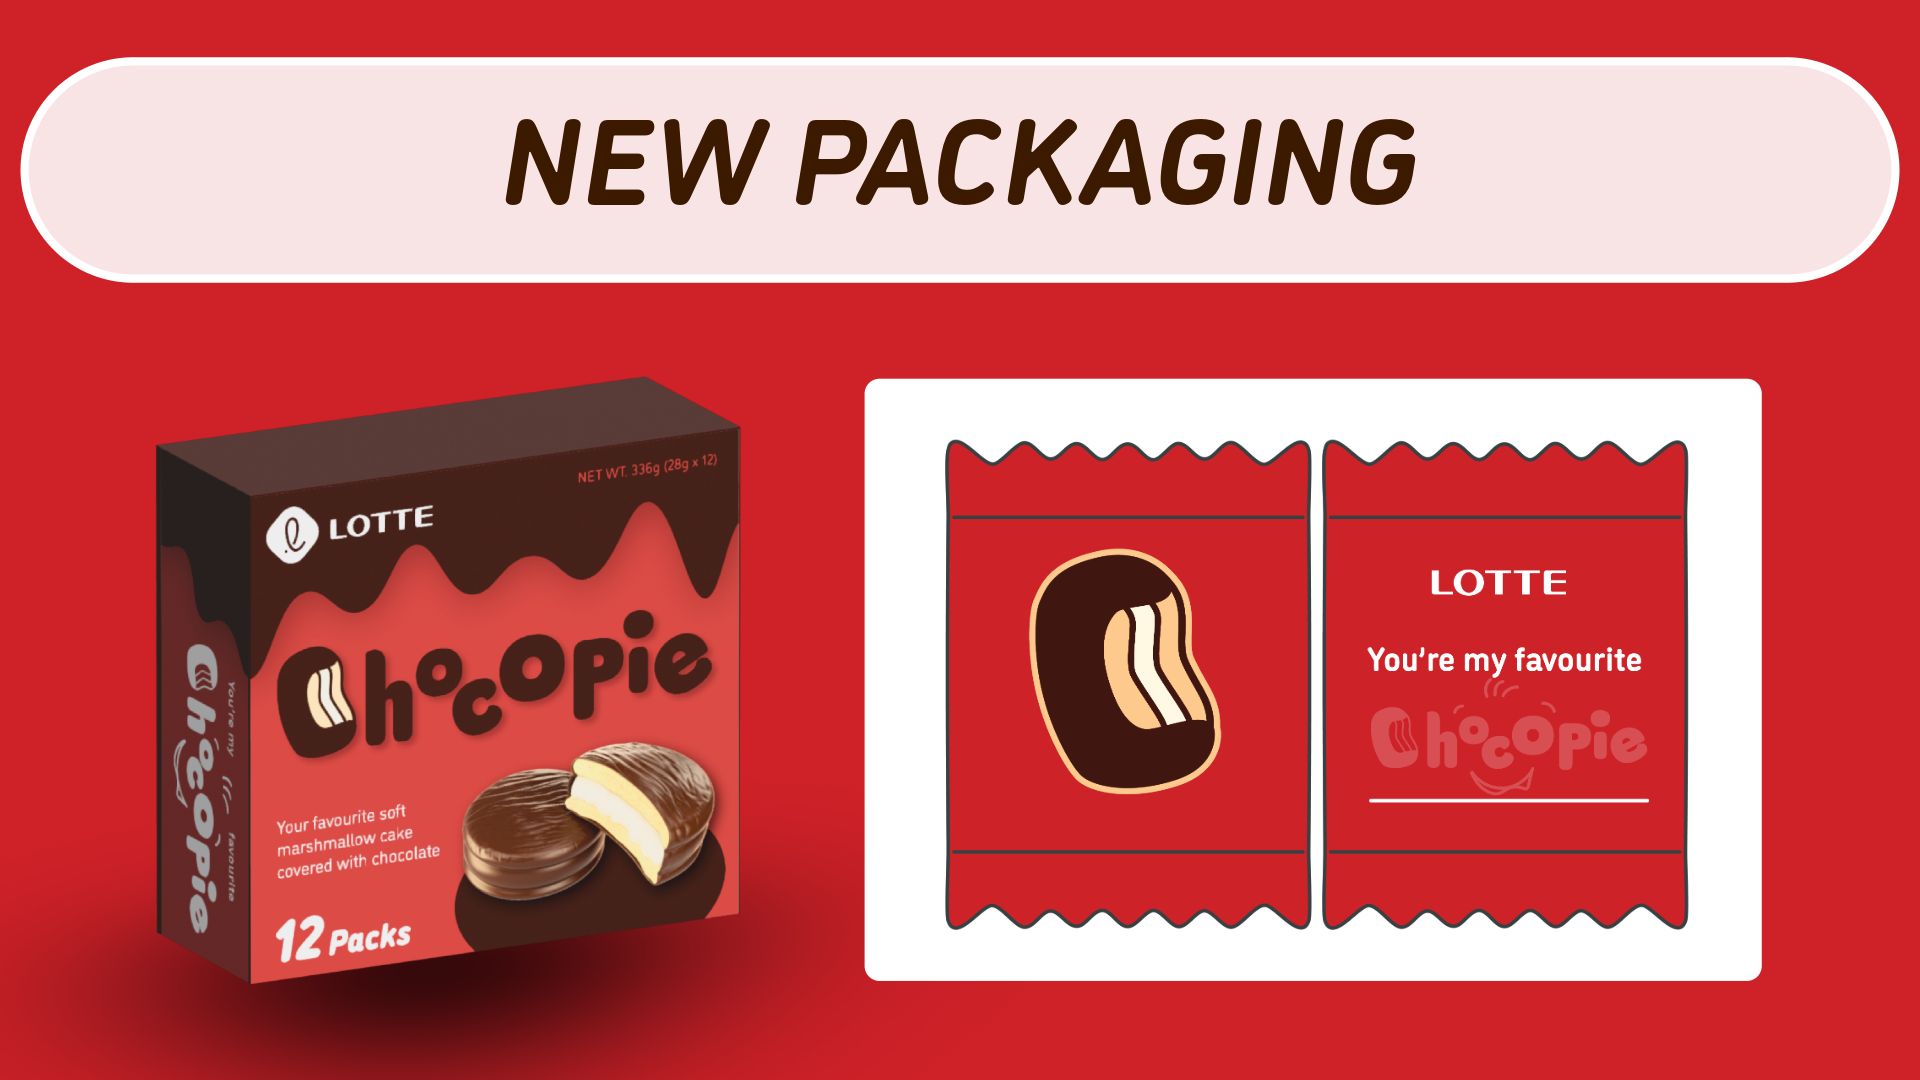 NEW PACKAGING
NET WT. 336g (28g x 12)
LOTTE
Chocopie
Your favourite soft
marshmallow cake
covered with chocolate
12 Packs
You're my favourite
Chocopie
LOTTE
You're my favourite
Chocopie